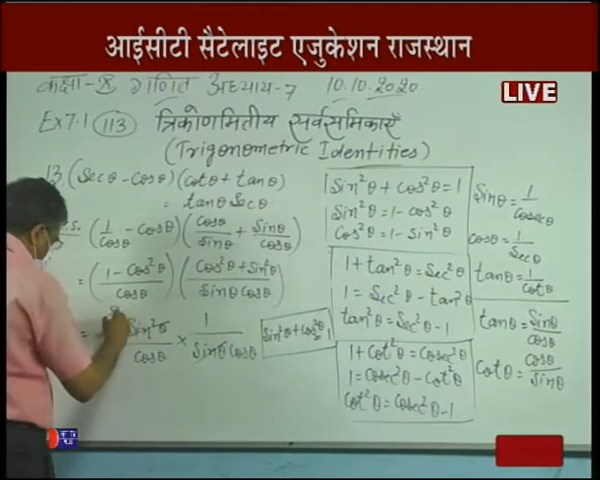 आईसीटी सैटेलाइट एजुकेशन राजस्थान
LIVE
कक्षा-X गणित अध्याय-7 10.10.2020
Ex7.1 (113) त्रिकोणमितीय सर्वसमिकाएँ
(Trigonometric Identities)
13. (Secθ - cosθ)(cotθ + tanθ)
= tanθ Secθ
S. (1/cosθ - cosθ)(cosθ/sinθ + sinθ/cosθ)
= (1-cos²θ/cosθ)(cos²θ+sin²θ/sinθ cosθ)
= sin²θ/cosθ × 1/sinθ cosθ
sin²θ+cos²θ=1
Sin²θ + cos²θ = 1
Sin²θ = 1 - cos²θ
cos²θ = 1 - sin²θ
1 + tan²θ = Sec²θ
1 = Sec²θ - tan²θ
tan²θ = Sec²θ - 1
1 + cot²θ = cosec²θ
1 = cosec²θ - cot²θ
cot²θ = cosec²θ - 1
Sinθ = 1/cosecθ
cosθ = 1/secθ
tanθ = 1/cotθ
tanθ = sinθ/cosθ
cotθ = cosθ/sinθ